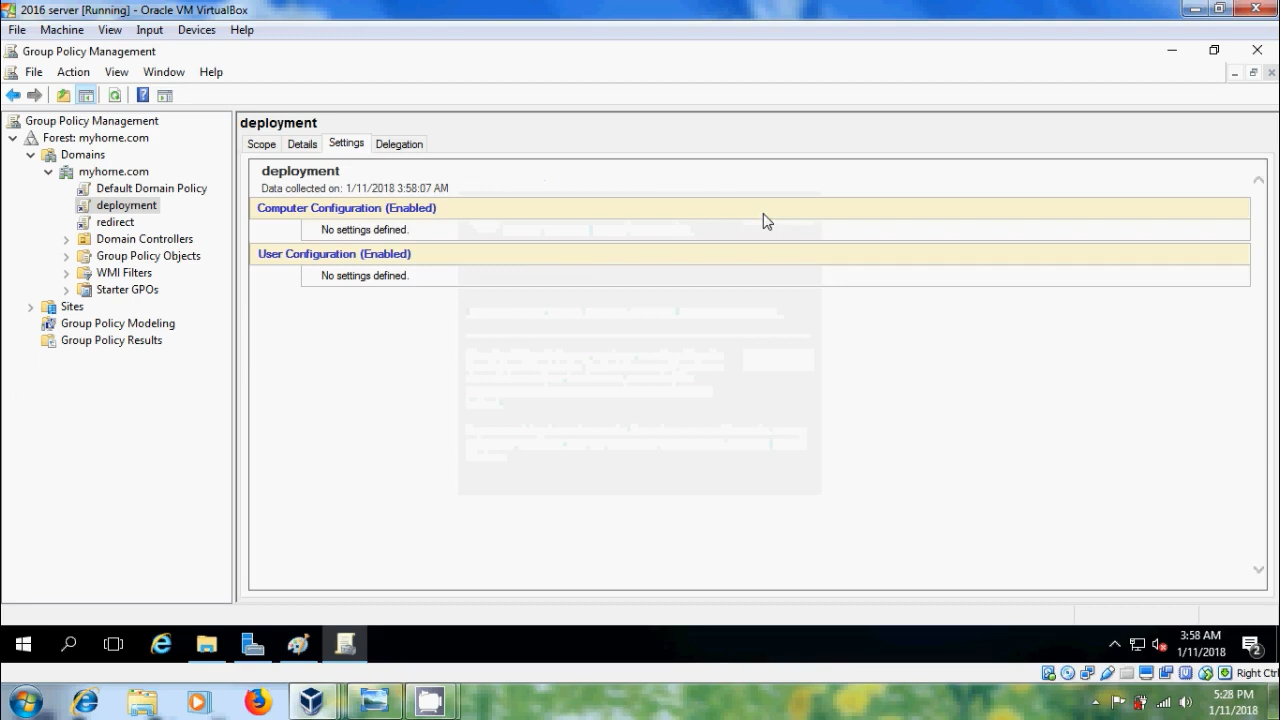 2016 server [Running] - Oracle VM VirtualBox
File Machine View Input Devices Help
Group Policy Management
File Action View Window Help
Group Policy Management
Forest: myhome.com
Domains
myhome.com
Default Domain Policy
deployment
redirect
Domain Controllers
Group Policy Objects
WMI Filters
Starter GPOs
Sites
Group Policy Modeling
Group Policy Results
deployment
Scope Details Settings Delegation
deployment
Data collected on: 1/11/2018 3:58:07 AM
Computer Configuration (Enabled)
No settings defined.
User Configuration (Enabled)
No settings defined.
3:58 AM
1/11/2018
2
Right Ctrl
5:28 PM
1/11/2018